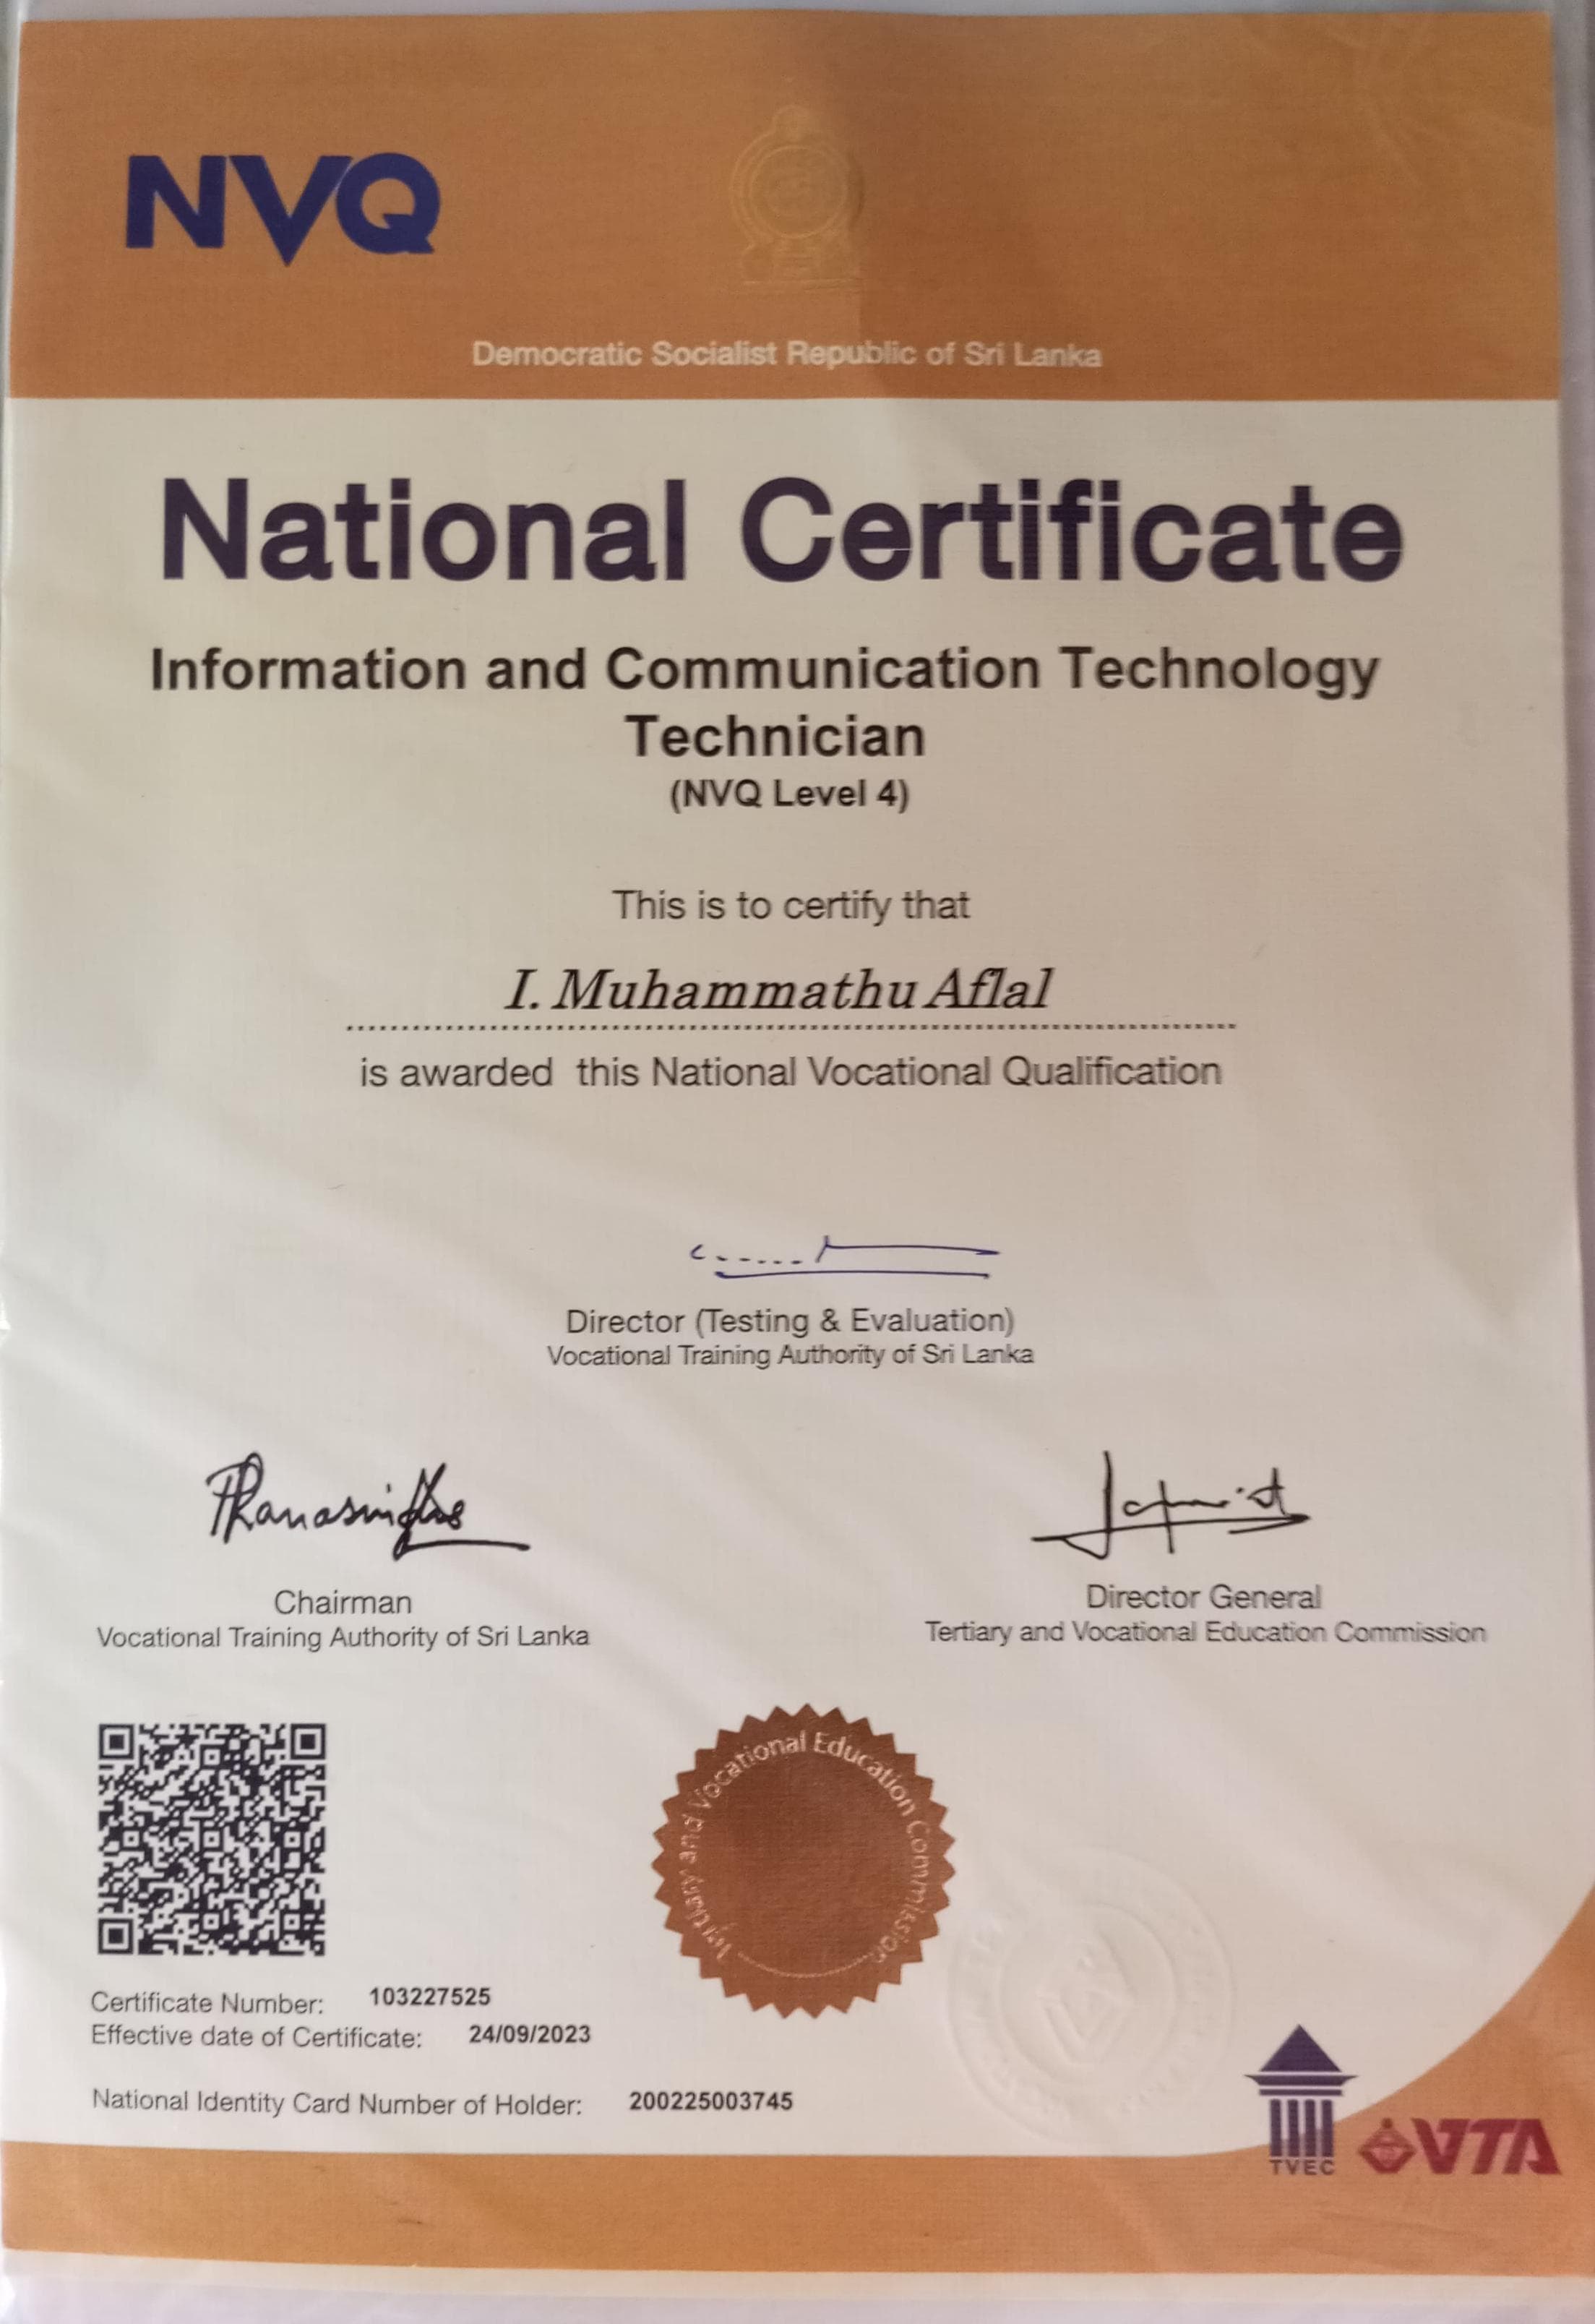 NVQ
Democratic Socialist Republic of Sri Lanka
National Certificate
Information and Communication Technology
Technician
(NVQ Level 4)
This is to certify that
I. Muhammathu Aflal
is awarded this National Vocational Qualification
Director (Testing & Evaluation)
Vocational Training Authority of Sri Lanka
Chairman
Vocational Training Authority of Sri Lanka
Director General
Tertiary and Vocational Education Commission
Tertiary and Vocational Education Commission
Certificate Number: 103227525
Effective date of Certificate: 24/09/2023
National Identity Card Number of Holder: 200225003745
TVEC
VTA